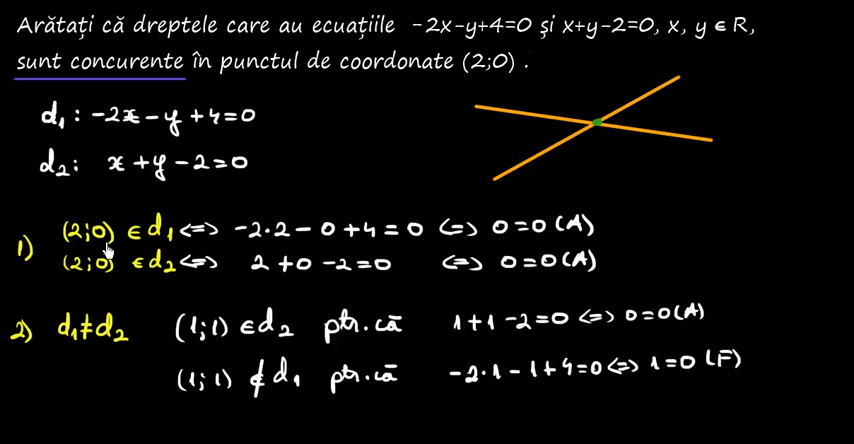 Arătați că dreptele care au ecuațiile -2x-y+4=0 și x+y-2=0, x, y ∈ R,
sunt concurente în punctul de coordonate (2;0) .
d₁ : -2x - y + 4 = 0
d₂ : x + y - 2 = 0
1) (2;0) ∈ d₁ <=> -2·2 - 0 + 4 = 0 <=> 0 = 0 (A)
(2;0) ∈ d₂ <=> 2 + 0 - 2 = 0 <=> 0 = 0 (A)
2) d₁ ≠ d₂ (1;1) ∈ d₂ ptr. că 1 + 1 - 2 = 0 <=> 0 = 0 (A)
(1;1) ∉ d₁ ptr. că -2·1 - 1 + 4 = 0 <=> 1 = 0 (F)